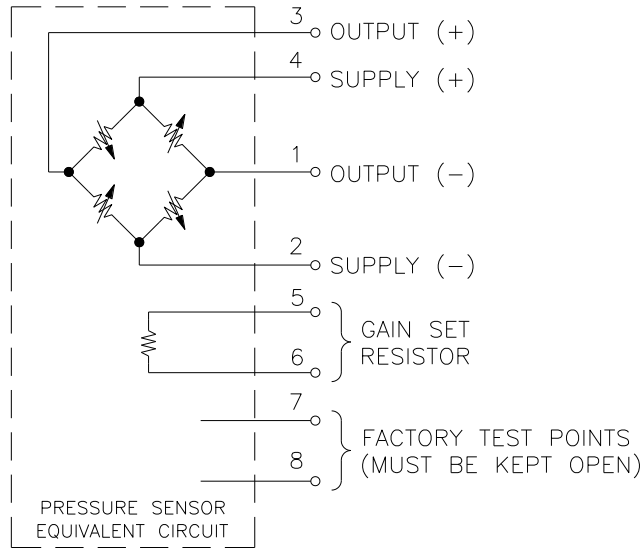 3 OUTPUT (+)
4 SUPPLY (+)
1 OUTPUT (-)
2 SUPPLY (-)
5
6
GAIN SET
RESISTOR
7
8
FACTORY TEST POINTS
(MUST BE KEPT OPEN)
PRESSURE SENSOR
EQUIVALENT CIRCUIT